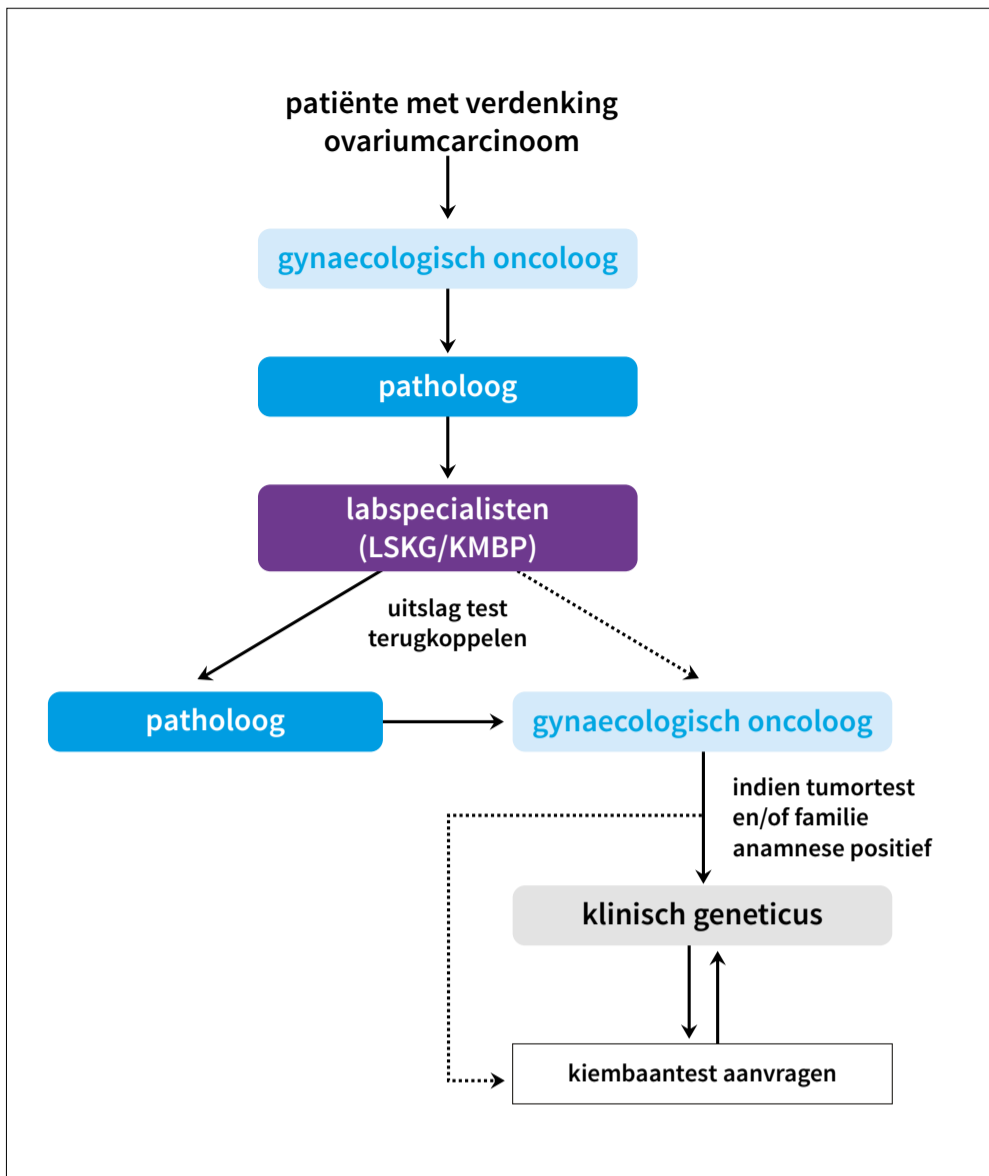 patiënte met verdenking
ovariumcarcinoom
gynaecologisch oncoloog
patholoog
labspecialisten
(LSKG/KMBP)
uitslag test
terugkoppelen
patholoog
gynaecologisch oncoloog
indien tumortest
en/of familie
anamnese positief
klinisch geneticus
kiembaantest aanvragen